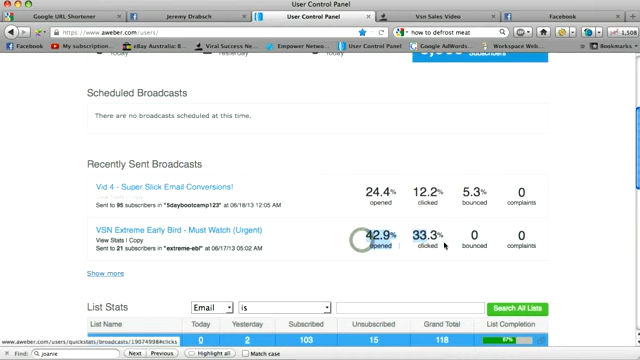 User Control Panel
Google URL Shortener
Jeremy Drabsch
User Control Panel
Vsn Sales Video
Facebook
https://www.aweber.com/users/
how to defrost meat
1,508
Facebook
My subscription...
eBay Australia: B...
Viral Success Ne...
Empower Netwo...
User Control Panel
Google AdWords...
Workspace Web...
Bookmarks
Today
Yesterday
Today
Subscribers
Scheduled Broadcasts
There are no broadcasts scheduled at this time.
Recently Sent Broadcasts
Vid 4 - Super Slick Email Conversions!
24.4% 12.2% 5.3% 0
opened clicked bounced complaints
Sent to 95 subscribers in "5daybootcamp123" at 06/18/13 12:05 AM
VSN Extreme Early Bird - Must Watch (Urgent)
42.9% 33.3% 0 0
View Stats | Copy
opened clicked bounced complaints
Sent to 21 subscribers in "extreme-ebl" at 06/17/13 05:02 AM
Show more
List Stats
Email
is
Search All Lists
List Name Today Yesterday Subscribed Unsubscribed Grand Total List Completion
0 2 103 15 118 87%
www.aweber.com/users/quickstats/broadcasts/19074998#clicks
Find: joanie
Next
Previous
Highlight all
Match case